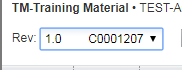 TM-Training Material • TEST-A
Rev: 1.0 C0001207